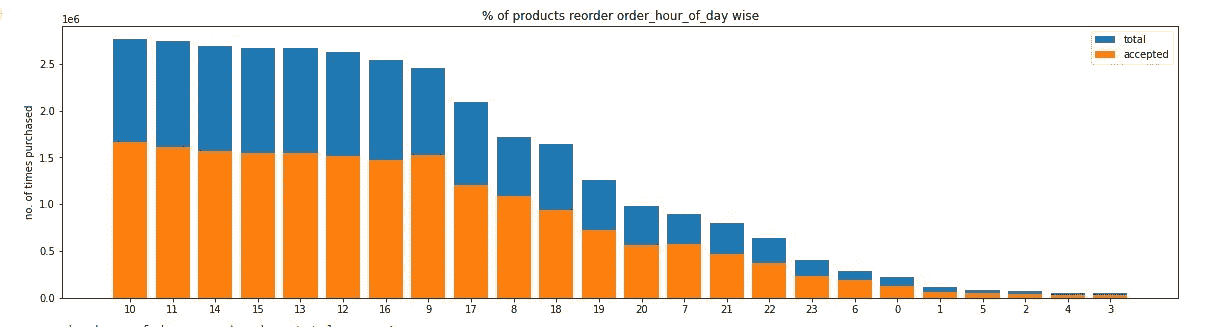 % of products reorder order_hour_of_day wise
1e6
total
accepted
no. of times purchased
2.5
2.0
1.5
1.0
0.5
0.0
10 11 14 15 13 12 16 9 17 8 18 19 20 7 21 22 23 6 0 1 5 2 4 3